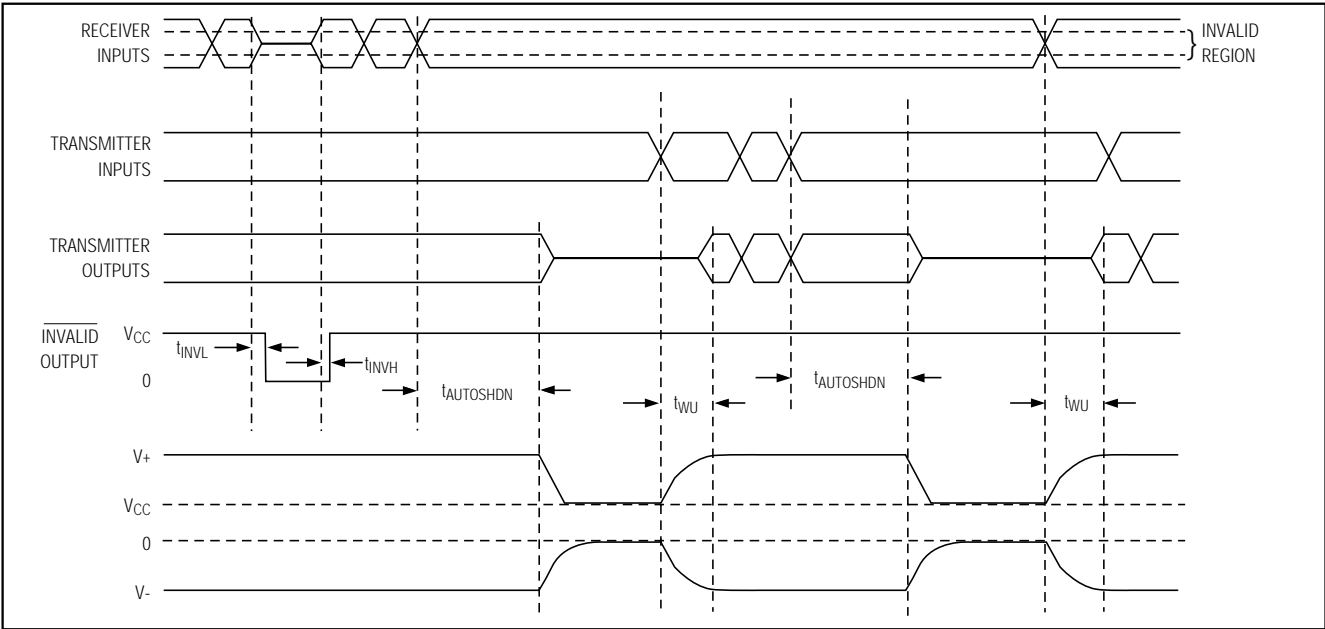 RECEIVER
INPUTS
} INVALID
REGION
TRANSMITTER
INPUTS
TRANSMITTER
OUTPUTS
INVALID
OUTPUT
VCC
0
tINVL
tINVH
tAUTOSHDN
tWU
tAUTOSHDN
tWU
V+
VCC
0
V-